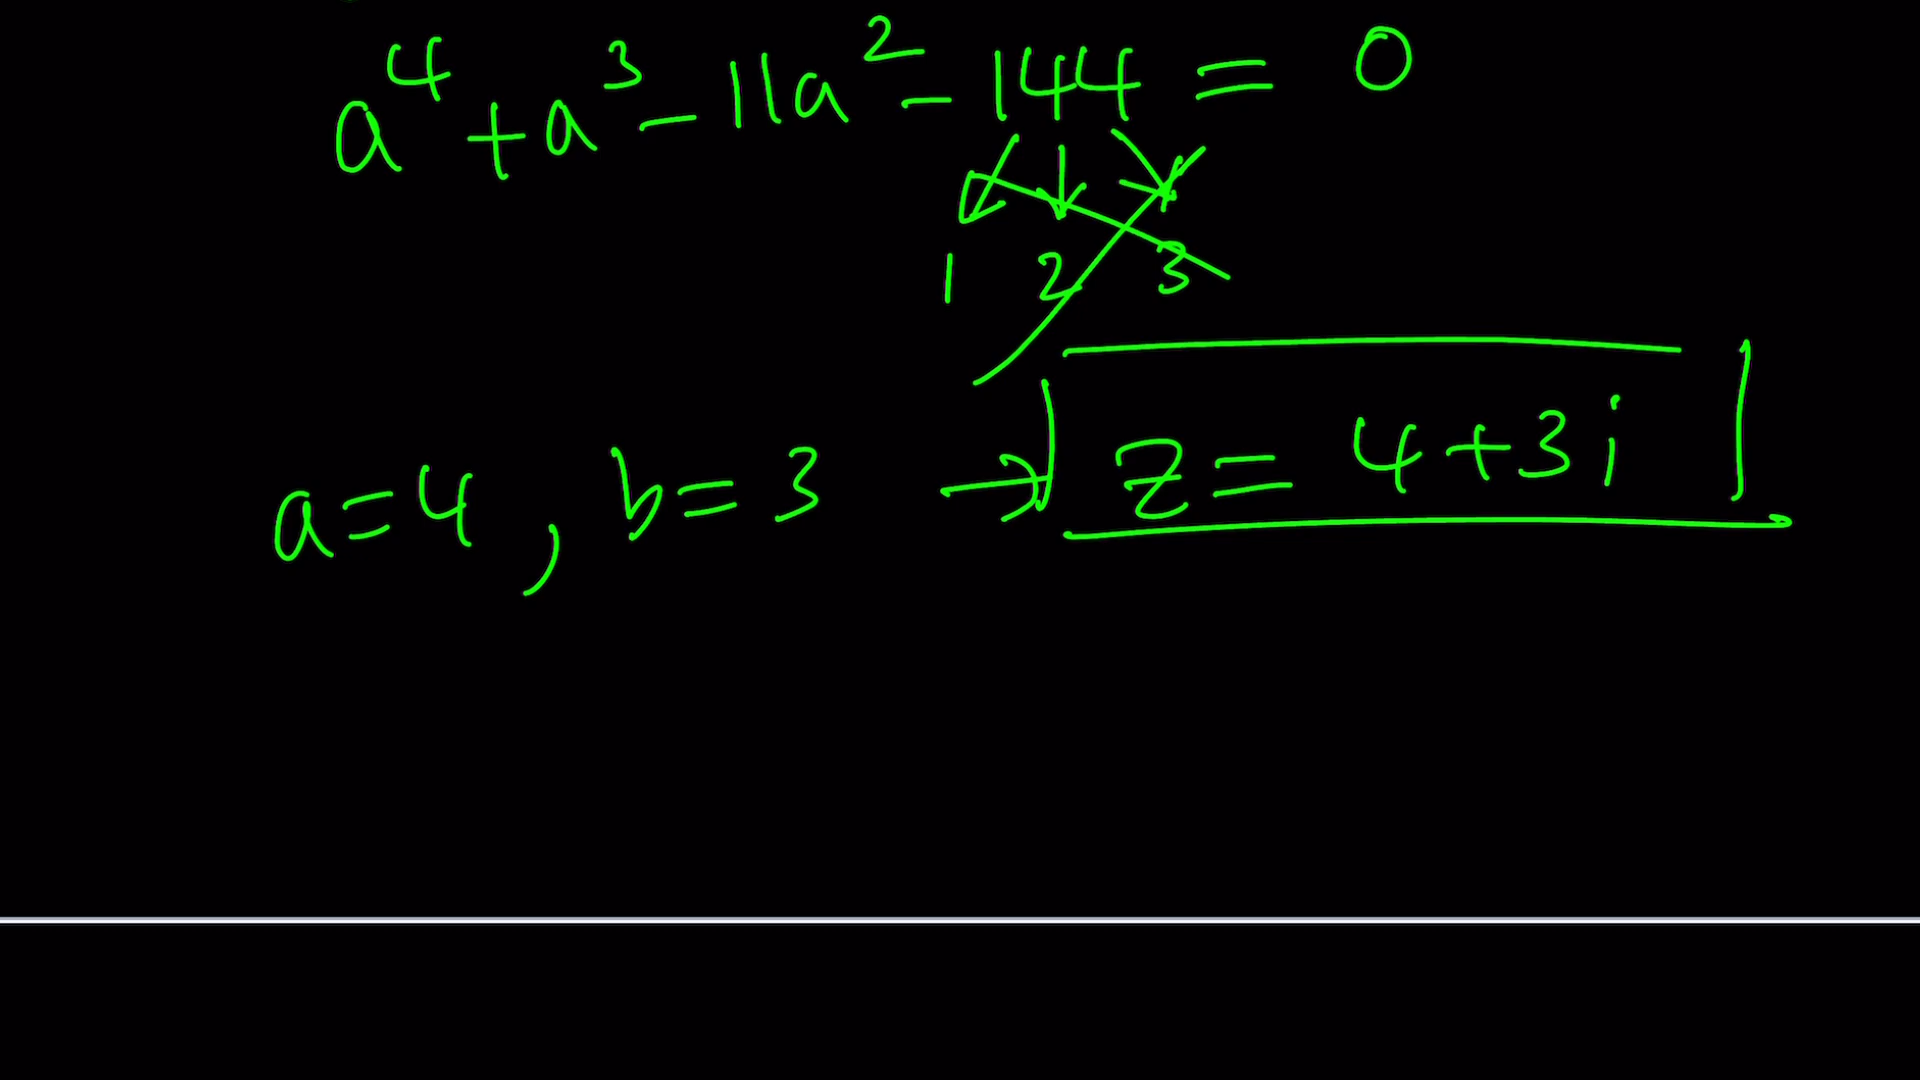 a⁴ + a³ - 11a² - 144 = 0
1 2 3
a = 4, b = 3 → z = 4 + 3i